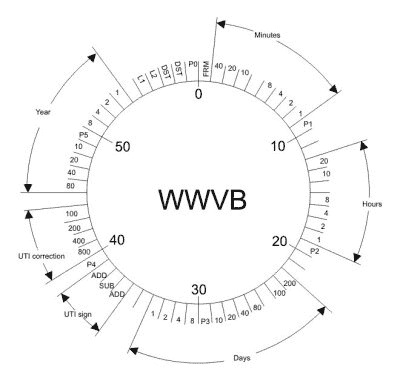 Minutes
P0
FRM
40
20
10
8
4
2
1
P1
20
10
8
4
2
1
P2
Hours
200
100
80
40
20
10
P3
8
4
2
1
Days
ADD
SUB
ADD
P4
UTI sign
800
400
200
100
UTI correction
80
40
20
10
P5
8
4
2
1
Year
L1
L2
DST
DST
0
10
20
30
40
50
WWVB